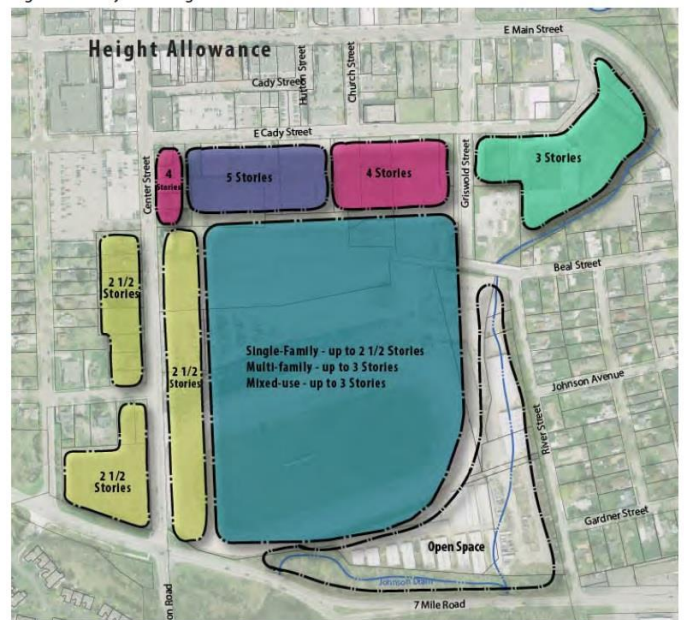 E Main Street
Height Allowance
Cady Street
Hutton Street
Church Street
E Cady Street
Center Street
4
Stories
5 Stories
4 Stories
Griswold Street
3 Stories
Beal Street
2 1/2
Stories
2 1/2
Stories
Single-Family - up to 2 1/2 Stories
Multi-family - up to 3 Stories
Mixed-use - up to 3 Stories
Johnson Avenue
River Street
2 1/2
Stories
Gardner Street
Open Space
Johnson Drain
on Road
7 Mile Road